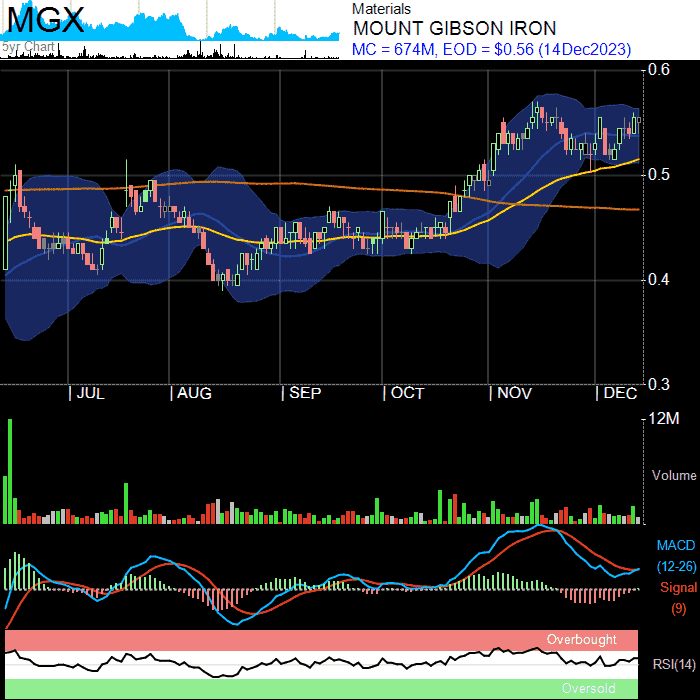 MGX
5yr Chart
Materials
MOUNT GIBSON IRON
MC = 674M, EOD = $0.56 (14Dec2023)
0.6
0.5
0.4
0.3
| JUL | AUG | SEP | OCT | NOV | DEC
12M
Volume
MACD
(12-26)
Signal
(9)
Overbought
RSI(14)
Oversold